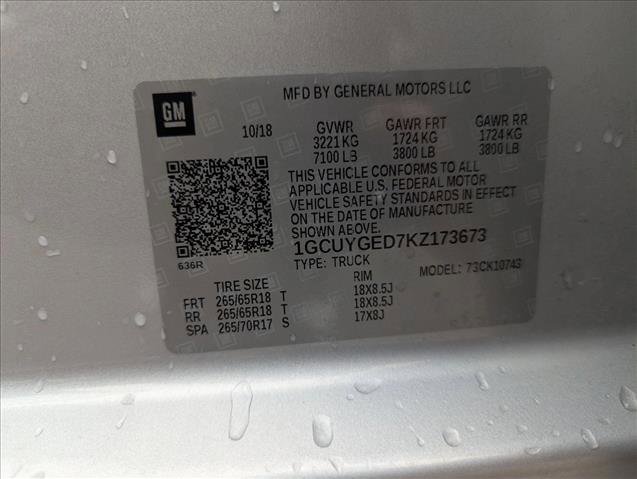 GM
MFD BY GENERAL MOTORS LLC
10/18
GVWR GAWR FRT GAWR RR
3221 KG 1724 KG 1724 KG
7100 LB 3800 LB 3800 LB
THIS VEHICLE CONFORMS TO ALL
APPLICABLE U.S. FEDERAL MOTOR
VEHICLE SAFETY STANDARDS IN EFFECT
ON THE DATE OF MANUFACTURE
SHOWN ABOVE.
636R
1GCUYGED7KZ173673
TYPE: TRUCK MODEL: 73CK10743
TIRE SIZE RIM
FRT 265/65R18 T 18X8.5J
RR 265/65R18 T 18X8.5J
SPA 265/70R17 S 17X8J